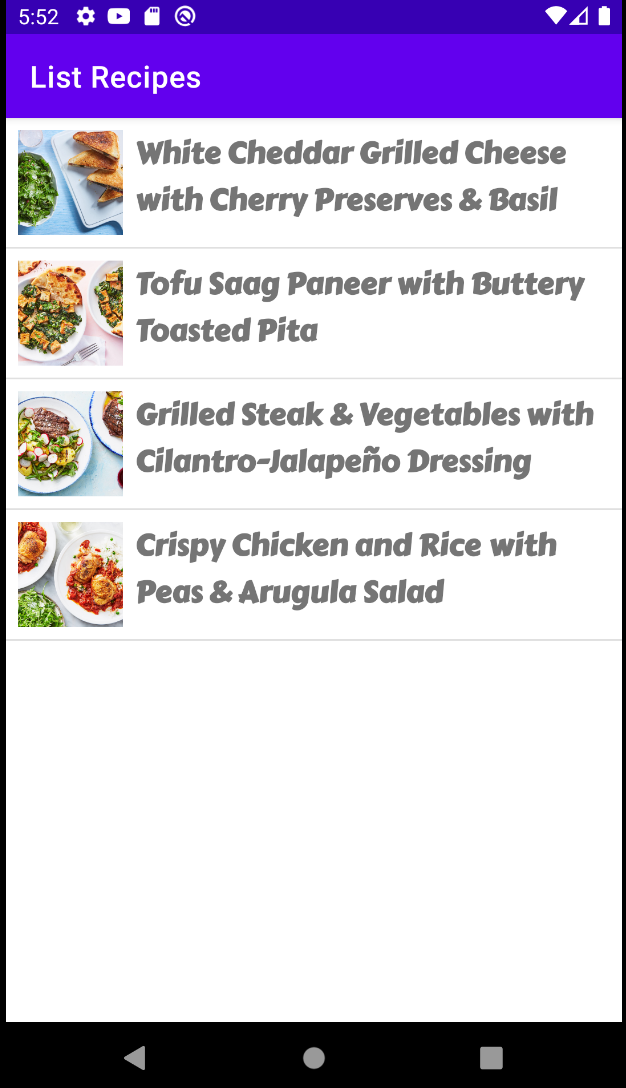 5:52
List Recipes
White Cheddar Grilled Cheese
with Cherry Preserves & Basil
Tofu Saag Paneer with Buttery
Toasted Pita
Grilled Steak & Vegetables with
Cilantro-Jalapeño Dressing
Crispy Chicken and Rice with
Peas & Arugula Salad